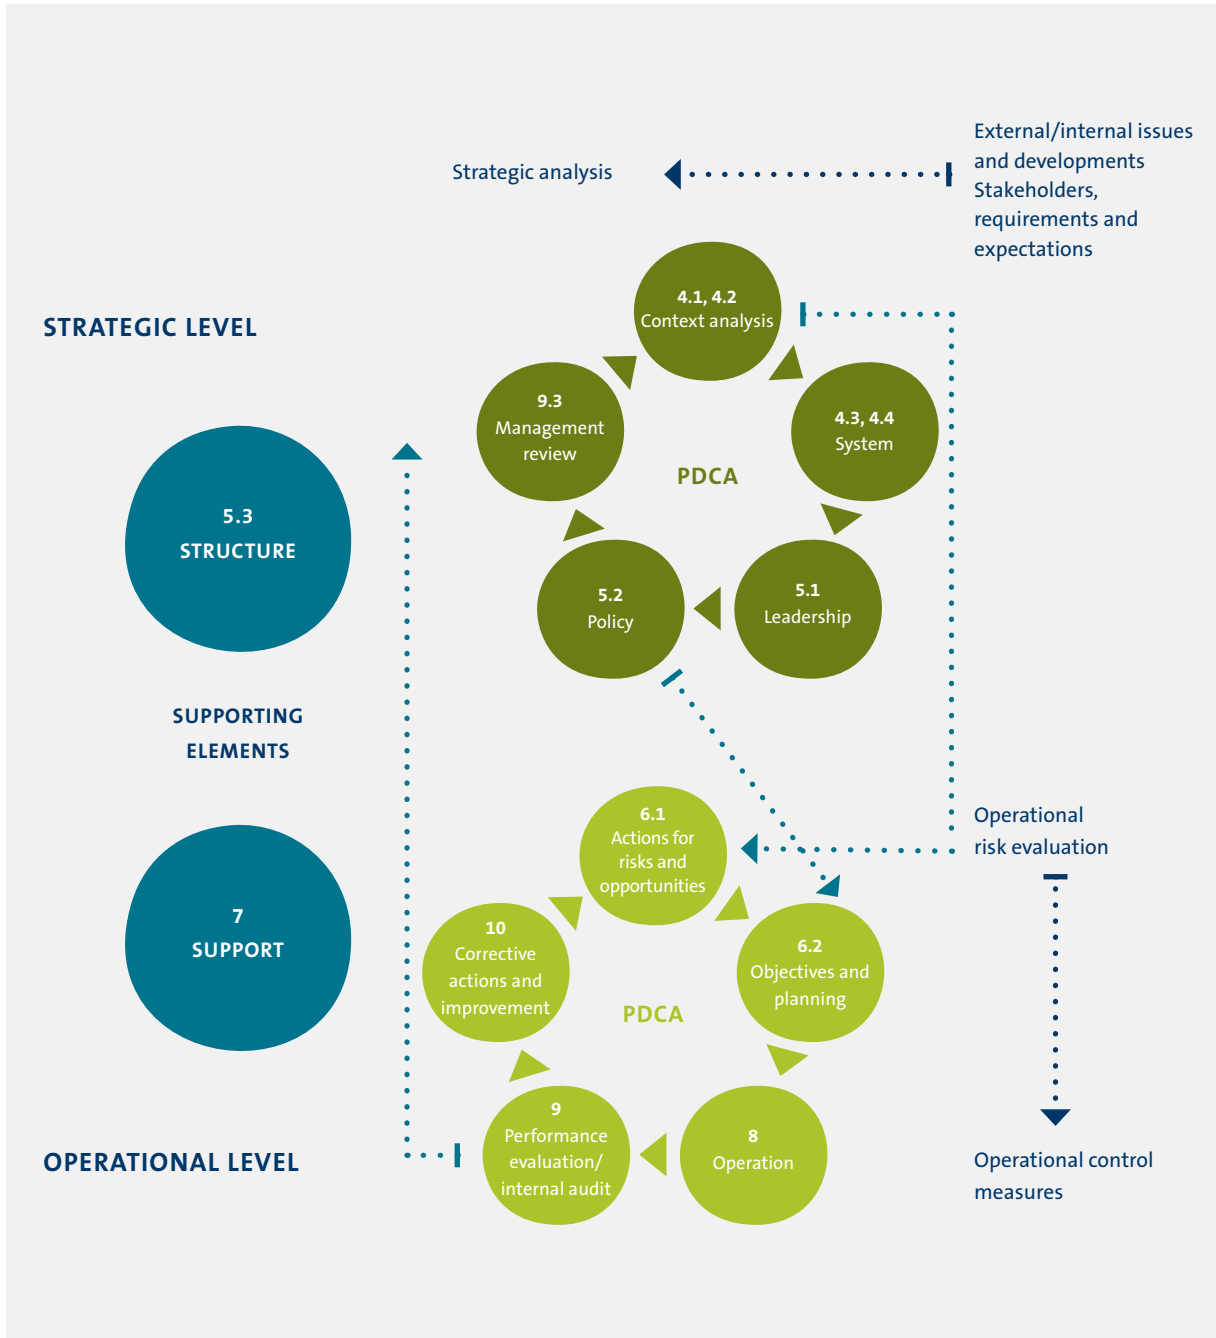 Strategic analysis
External/internal issues
and developments
Stakeholders,
requirements and
expectations
STRATEGIC LEVEL
4.1, 4.2
Context analysis
9.3
Management
review
4.3, 4.4
System
PDCA
5.3
STRUCTURE
5.2
Policy
5.1
Leadership
SUPPORTING
ELEMENTS
6.1
Actions for
risks and
opportunities
Operational
risk evaluation
7
SUPPORT
10
Corrective
actions and
improvement
6.2
Objectives and
planning
PDCA
OPERATIONAL LEVEL
9
Performance
evaluation/
internal audit
8
Operation
Operational control
measures